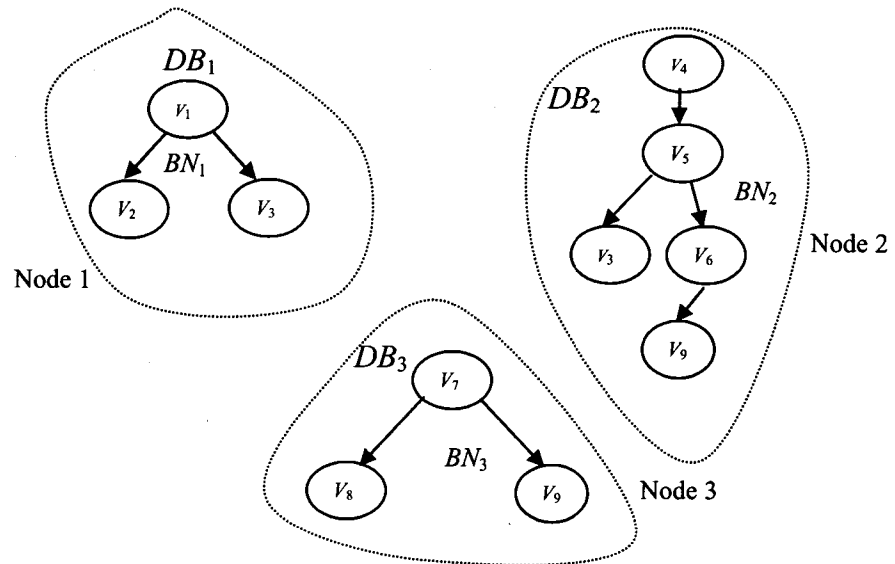 DB₁
V₁
BN₁
V₂
V₃
Node 1
V₄
DB₂
V₅
BN₂
V₃
V₆
Node 2
V₉
DB₃
V₇
BN₃
V₈
V₉
Node 3